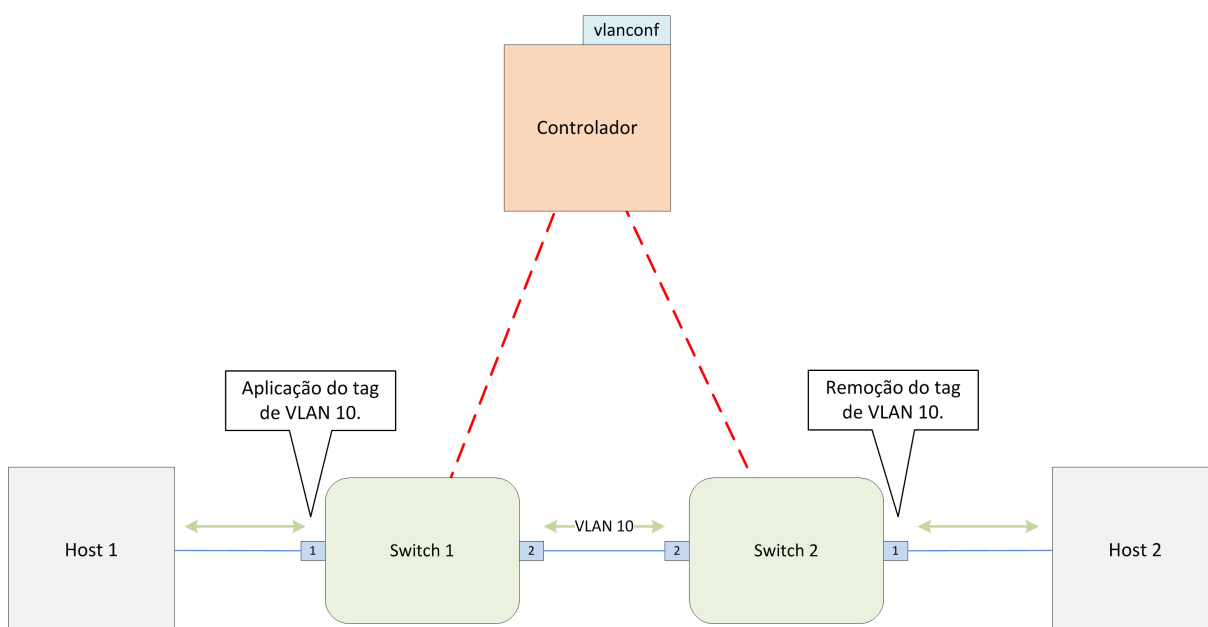 vlanconf
Controlador
Aplicação do tag
de VLAN 10.
Remoção do tag
de VLAN 10.
Host 1
1
Switch 1
2
VLAN 10
2
Switch 2
1
Host 2